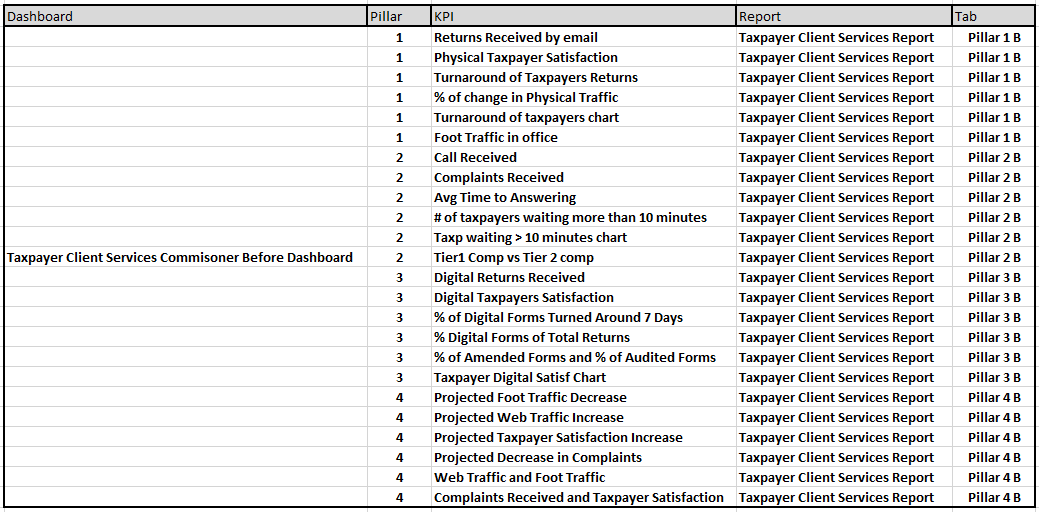 Dashboard Pillar KPI Report Tab
1 Returns Received by email Taxpayer Client Services Report Pillar 1 B
1 Physical Taxpayer Satisfaction Taxpayer Client Services Report Pillar 1 B
1 Turnaround of Taxpayers Returns Taxpayer Client Services Report Pillar 1 B
1 % of change in Physical Traffic Taxpayer Client Services Report Pillar 1 B
1 Turnaround of taxpayers chart Taxpayer Client Services Report Pillar 1 B
1 Foot Traffic in office Taxpayer Client Services Report Pillar 1 B
2 Call Received Taxpayer Client Services Report Pillar 2 B
2 Complaints Received Taxpayer Client Services Report Pillar 2 B
2 Avg Time to Answering Taxpayer Client Services Report Pillar 2 B
2 # of taxpayers waiting more than 10 minutes Taxpayer Client Services Report Pillar 2 B
2 Taxp waiting > 10 minutes chart Taxpayer Client Services Report Pillar 2 B
Taxpayer Client Services Commisoner Before Dashboard 2 Tier1 Comp vs Tier 2 comp Taxpayer Client Services Report Pillar 2 B
3 Digital Returns Received Taxpayer Client Services Report Pillar 3 B
3 Digital Taxpayers Satisfaction Taxpayer Client Services Report Pillar 3 B
3 % of Digital Forms Turned Around 7 Days Taxpayer Client Services Report Pillar 3 B
3 % Digital Forms of Total Returns Taxpayer Client Services Report Pillar 3 B
3 % of Amended Forms and % of Audited Forms Taxpayer Client Services Report Pillar 3 B
3 Taxpayer Digital Satisf Chart Taxpayer Client Services Report Pillar 3 B
4 Projected Foot Traffic Decrease Taxpayer Client Services Report Pillar 4 B
4 Projected Web Traffic Increase Taxpayer Client Services Report Pillar 4 B
4 Projected Taxpayer Satisfaction Increase Taxpayer Client Services Report Pillar 4 B
4 Projected Decrease in Complaints Taxpayer Client Services Report Pillar 4 B
4 Web Traffic and Foot Traffic Taxpayer Client Services Report Pillar 4 B
4 Complaints Received and Taxpayer Satisfaction Taxpayer Client Services Report Pillar 4 B